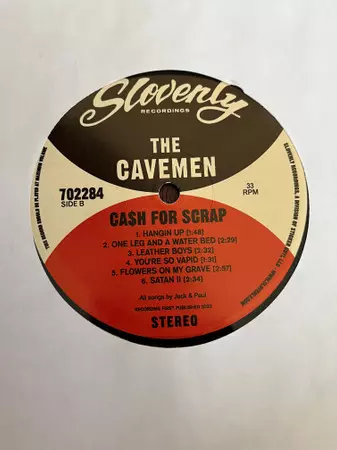 Slovenly
RECORDINGS
THE
CAVEMEN
702284
SIDE B
33
RPM
CA$H FOR SCRAP
1. HANGIN UP [1:48]
2. ONE LEG AND A WATER BED [2:29]
3. LEATHER BOYS [2:32]
4. YOU'RE SO VAPID [1:31]
5. FLOWERS ON MY GRAVE [2:57]
6. SATAN II [2:34]
All songs by Jack & Paul
STEREO